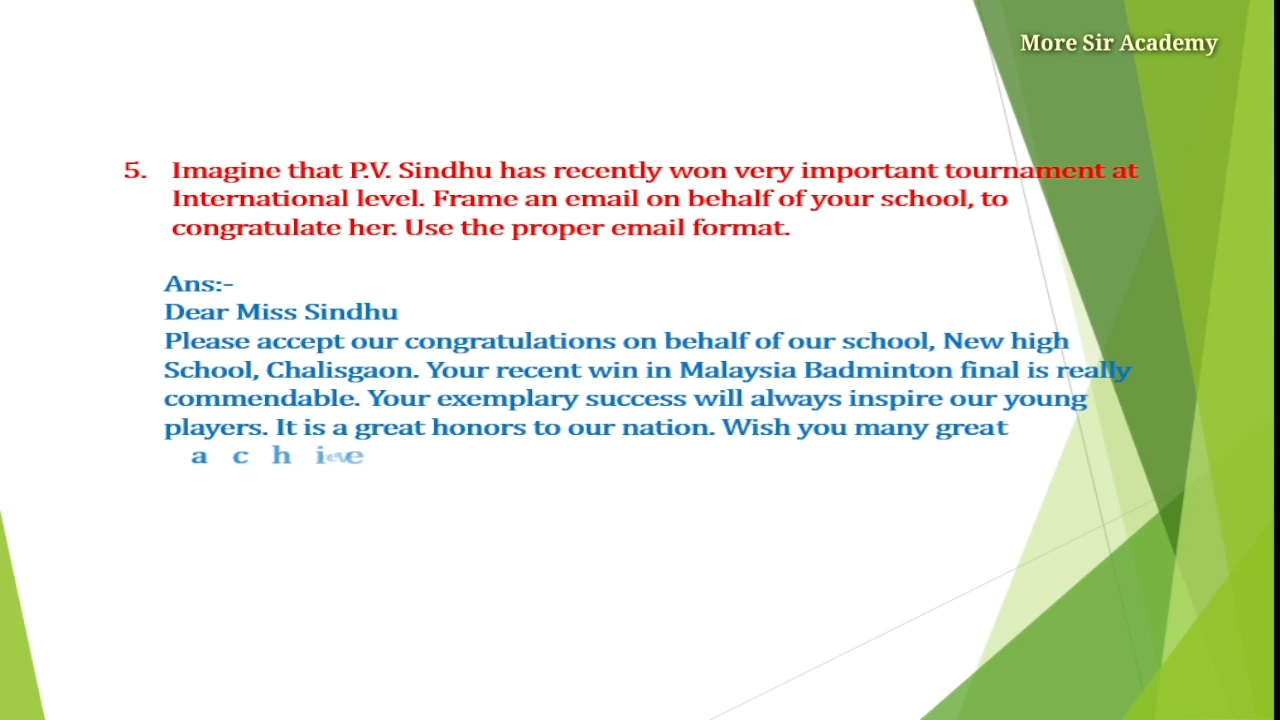 More Sir Academy
5. Imagine that P.V. Sindhu has recently won very important tournament at
International level. Frame an email on behalf of your school, to
congratulate her. Use the proper email format.
Ans:-
Dear Miss Sindhu
Please accept our congratulations on behalf of our school, New high
School, Chalisgaon. Your recent win in Malaysia Badminton final is really
commendable. Your exemplary success will always inspire our young
players. It is a great honors to our nation. Wish you many great
a c h ieve